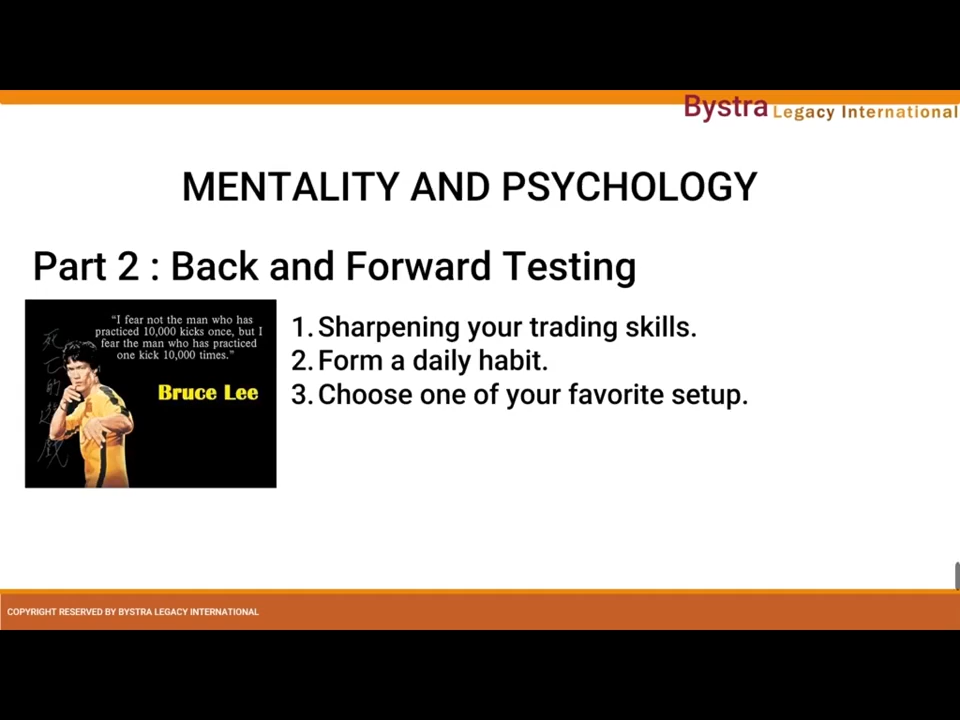 Bystra Legacy International
MENTALITY AND PSYCHOLOGY
Part 2 : Back and Forward Testing
"I fear not the man who has
practiced 10,000 kicks once, but I
fear the man who has practiced
one kick 10,000 times."
Bruce Lee
1. Sharpening your trading skills.
2. Form a daily habit.
3. Choose one of your favorite setup.
COPYRIGHT RESERVED BY BYSTRA LEGACY INTERNATIONAL